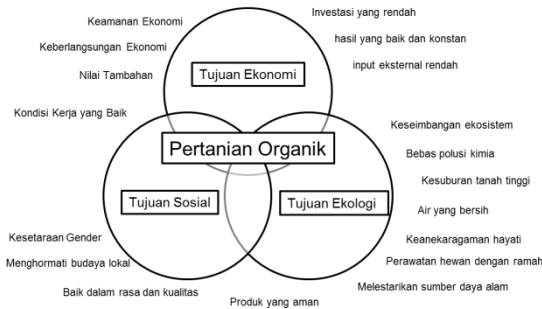 Keamanan Ekonomi
Investasi yang rendah
Keberlangsungan Ekonomi
hasil yang baik dan konstan
Nilai Tambahan
Tujuan Ekonomi
input eksternal rendah
Kondisi Kerja yang Baik
Keseimbangan ekosistem
Pertanian Organik
Bebas polusi kimia
Kesuburan tanah tinggi
Tujuan Sosial
Tujuan Ekologi
Air yang bersih
Kesetaraan Gender
Keanekaragaman hayati
Menghormati budaya lokal
Perawatan hewan dengan ramah
Baik dalam rasa dan kualitas
Melestarikan sumber daya alam
Produk yang aman